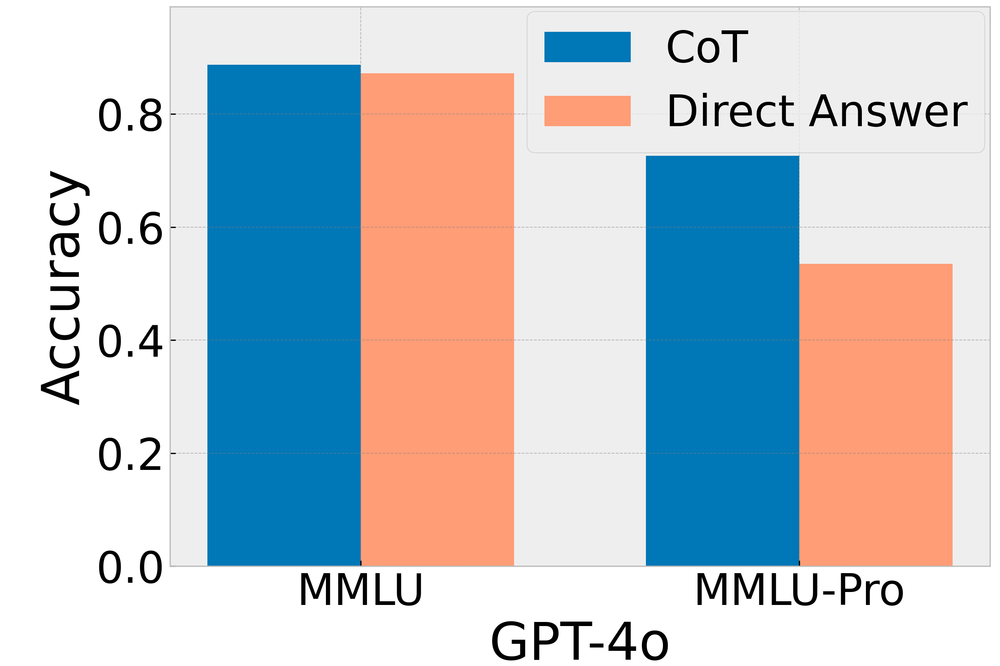 CoT
Direct Answer
Accuracy
0.8
0.6
0.4
0.2
0.0
MMLU
MMLU-Pro
GPT-4o